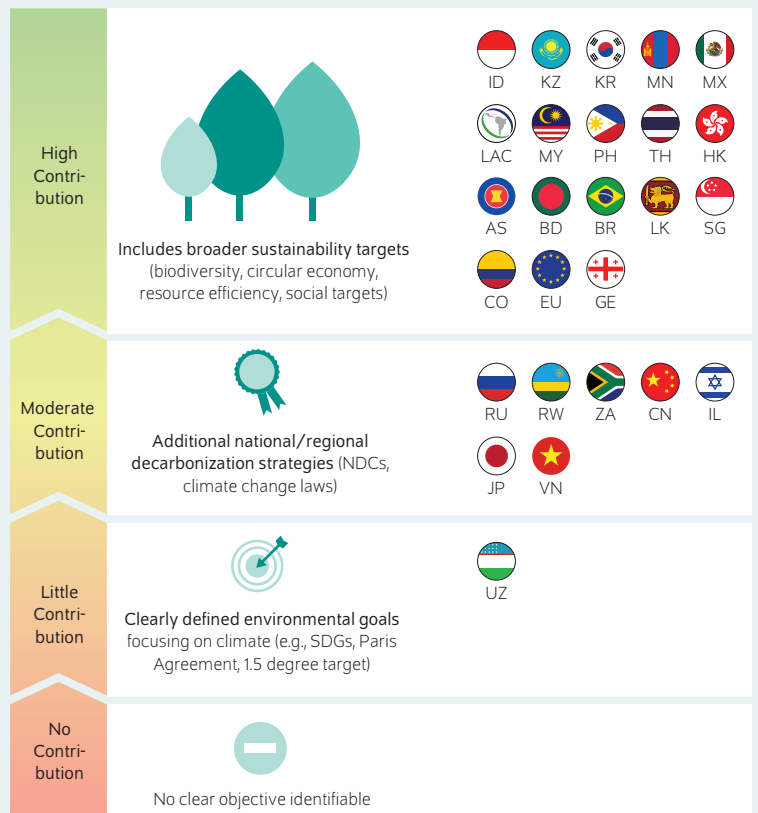 High
Contri-
bution
Includes broader sustainability targets
(biodiversity, circular economy,
resource efficiency, social targets)
ID KZ KR MN MX
LAC MY PH TH HK
AS BD BR LK SG
CO EU GE
Moderate
Contri-
bution
Additional national/regional
decarbonization strategies (NDCs,
climate change laws)
RU RW ZA CN IL
JP VN
Little
Contri-
bution
Clearly defined environmental goals
focusing on climate (e.g., SDGs, Paris
Agreement, 1.5 degree target)
UZ
No
Contri-
bution
No clear objective identifiable